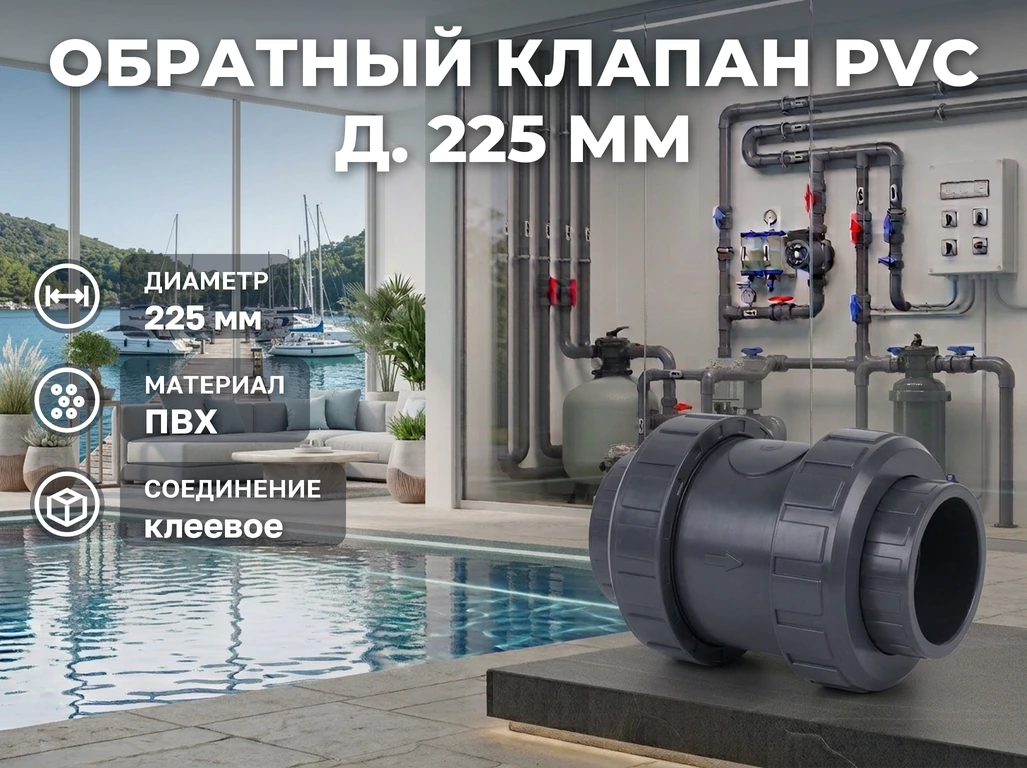 ОБРАТНЫЙ КЛАПАН PVC
Д. 225 ММ
ДИАМЕТР
225 мм
МАТЕРИАЛ
ПВХ
СОЕДИНЕНИЕ
клеевое